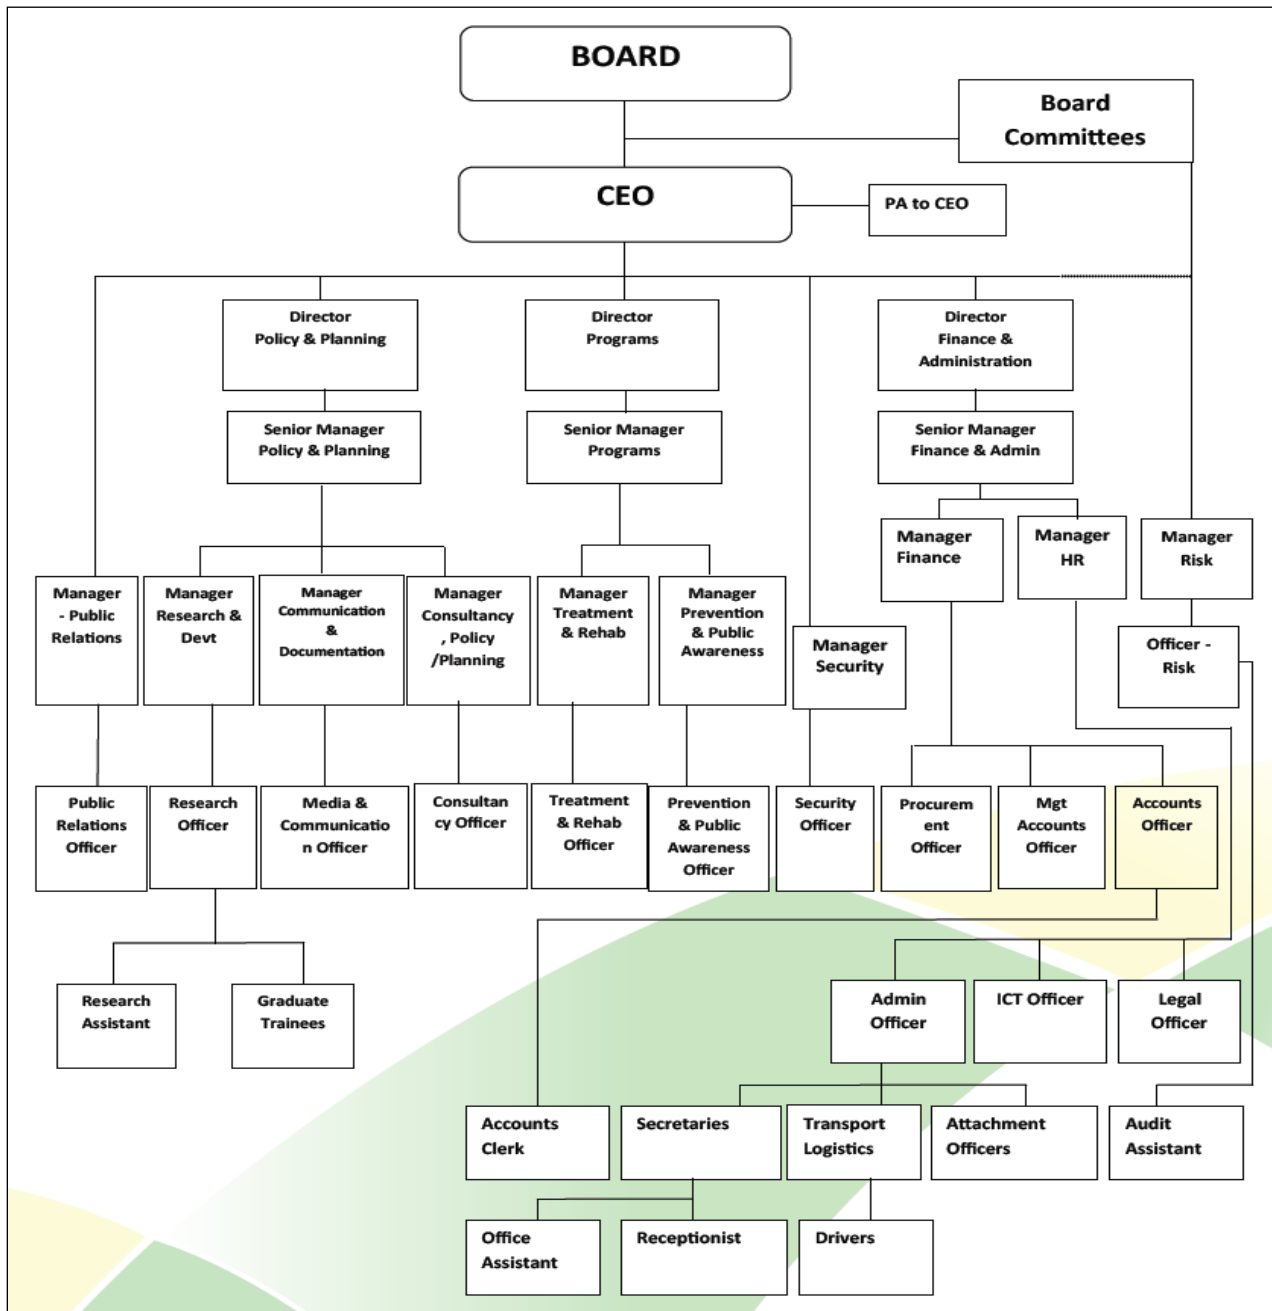 BOARD
Board
Committees
CEO
PA to CEO
Director
Policy & Planning
Director
Programs
Director
Finance &
Administration
Senior Manager
Policy & Planning
Senior Manager
Programs
Senior Manager
Finance & Admin
Manager
Finance
Manager
HR
Manager
Risk
Manager
- Public
Relations
Manager
Research &
Devt
Manager
Communication
&
Documentation
Manager
Consultancy
, Policy
/Planning
Manager
Treatment
& Rehab
Manager
Prevention
& Public
Awareness
Manager
Security
Officer -
Risk
Public
Relations
Officer
Research
Officer
Media &
Communicatio
n Officer
Consultan
cy Officer
Treatment
& Rehab
Officer
Prevention
& Public
Awareness
Officer
Security
Officer
Procurem
ent
Officer
Mgt
Accounts
Officer
Accounts
Officer
Research
Assistant
Graduate
Trainees
Admin
Officer
ICT Officer
Legal
Officer
Accounts
Clerk
Secretaries
Transport
Logistics
Attachment
Officers
Audit
Assistant
Office
Assistant
Receptionist
Drivers